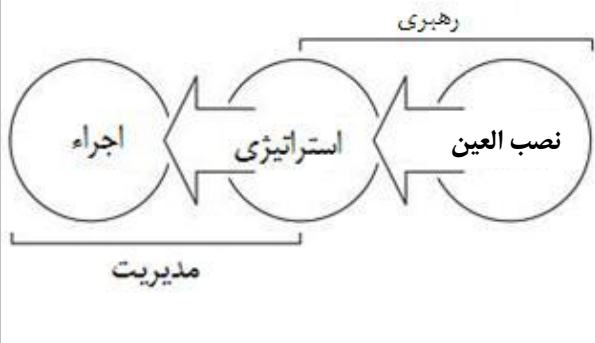 رهبری
نصب العین
استراتیژی
اجراء
مدیریت